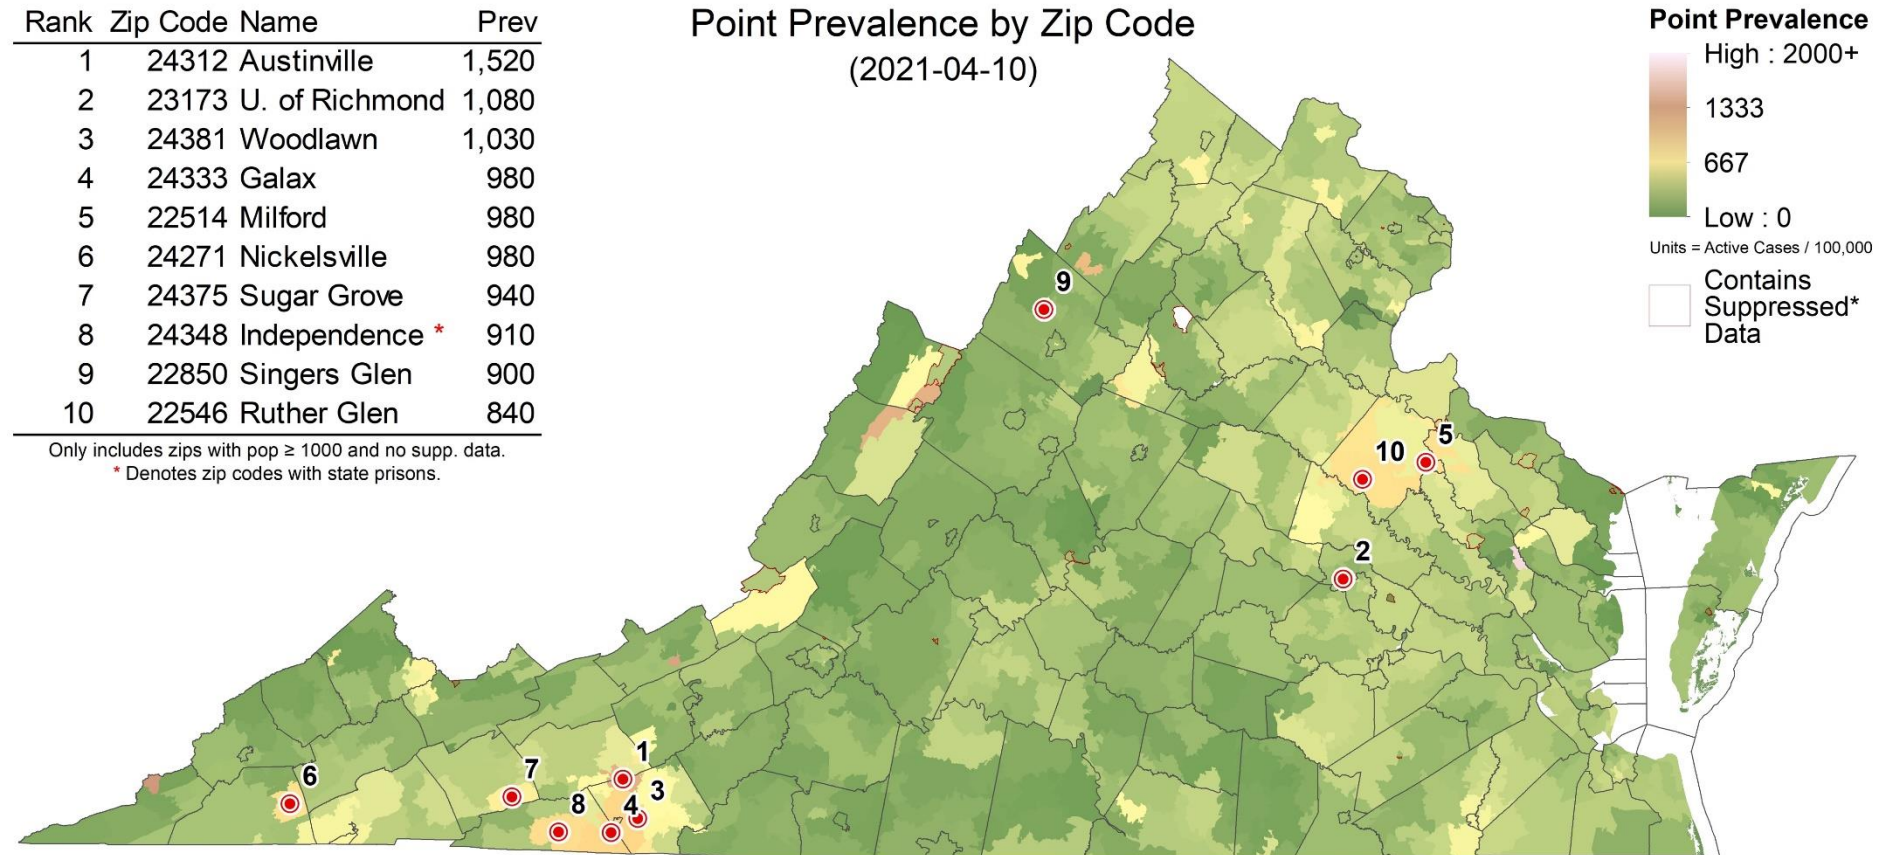 Rank Zip Code Name Prev
1 24312 Austinville 1,520
2 23173 U. of Richmond 1,080
3 24381 Woodlawn 1,030
4 24333 Galax 980
5 22514 Milford 980
6 24271 Nickelsville 980
7 24375 Sugar Grove 940
8 24348 Independence * 910
9 22850 Singers Glen 900
10 22546 Ruther Glen 840
Only includes zips with pop ≥ 1000 and no supp. data.
* Denotes zip codes with state prisons.
Point Prevalence by Zip Code
(2021-04-10)
Point Prevalence
High : 2000+
1333
667
Low : 0
Units = Active Cases / 100,000
Contains
Suppressed*
Data
9
5
10
2
1
6
7
3
8
4